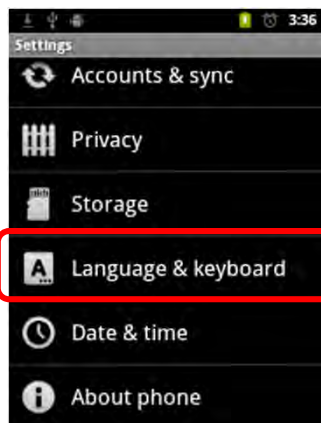 3:36
Settings
Accounts & sync
Privacy
Storage
A
Language & keyboard
Date & time
About phone